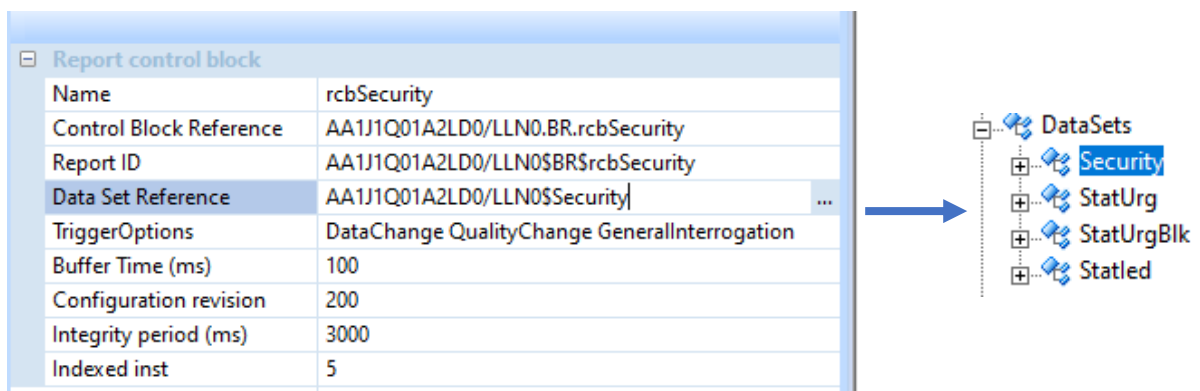 Report control block
Name rcbSecurity
Control Block Reference AA1J1Q01A2LD0/LLN0.BR.rcbSecurity
Report ID AA1J1Q01A2LD0/LLN0$BR$rcbSecurity
Data Set Reference AA1J1Q01A2LD0/LLN0$Security ...
TriggerOptions DataChange QualityChange GeneralInterrogation
Buffer Time (ms) 100
Configuration revision 200
Integrity period (ms) 3000
Indexed inst 5
DataSets
Security
StatUrg
StatUrgBlk
Statled